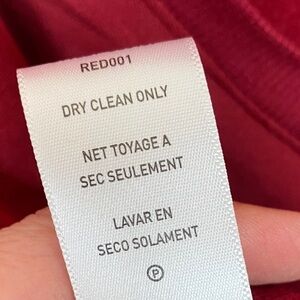 RED001
DRY CLEAN ONLY
NET TOYAGE A
SEC SEULEMENT
LAVAR EN
SECO SOLAMENT
P